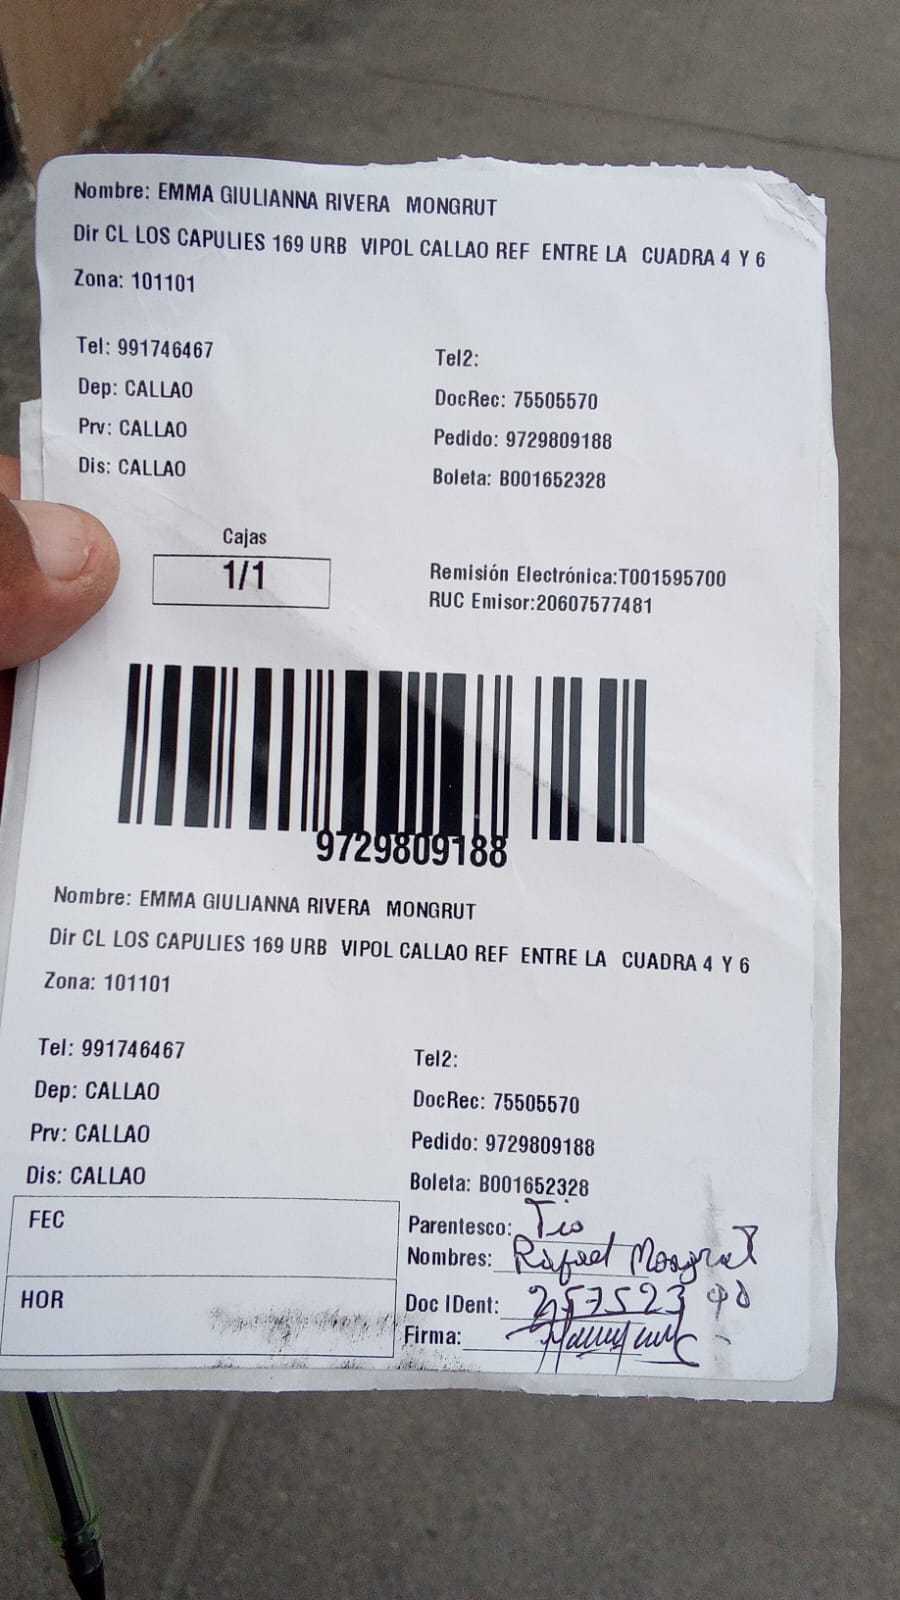 Nombre: EMMA GIULIANNA RIVERA MONGRUT
Dir CL LOS CAPULIES 169 URB VIPOL CALLAO REF ENTRE LA CUADRA 4 Y 6
Zona: 101101
Tel: 991746467
Tel2:
Dep: CALLAO
DocRec: 75505570
Prv: CALLAO
Pedido: 9729809188
Dis: CALLAO
Boleta: B001652328
Cajas
1/1
Remisión Electrónica:T001595700
RUC Emisor:20607577481
9729809188
Nombre: EMMA GIULIANNA RIVERA MONGRUT
Dir CL LOS CAPULIES 169 URB VIPOL CALLAO REF ENTRE LA CUADRA 4 Y 6
Zona: 101101
Tel: 991746467
Tel2:
Dep: CALLAO
DocRec: 75505570
Prv: CALLAO
Pedido: 9729809188
Dis: CALLAO
Boleta: B001652328
FEC
Parentesco: Tio
Nombres: Rafael Mongrut
HOR
Doc IDent:
Firma: